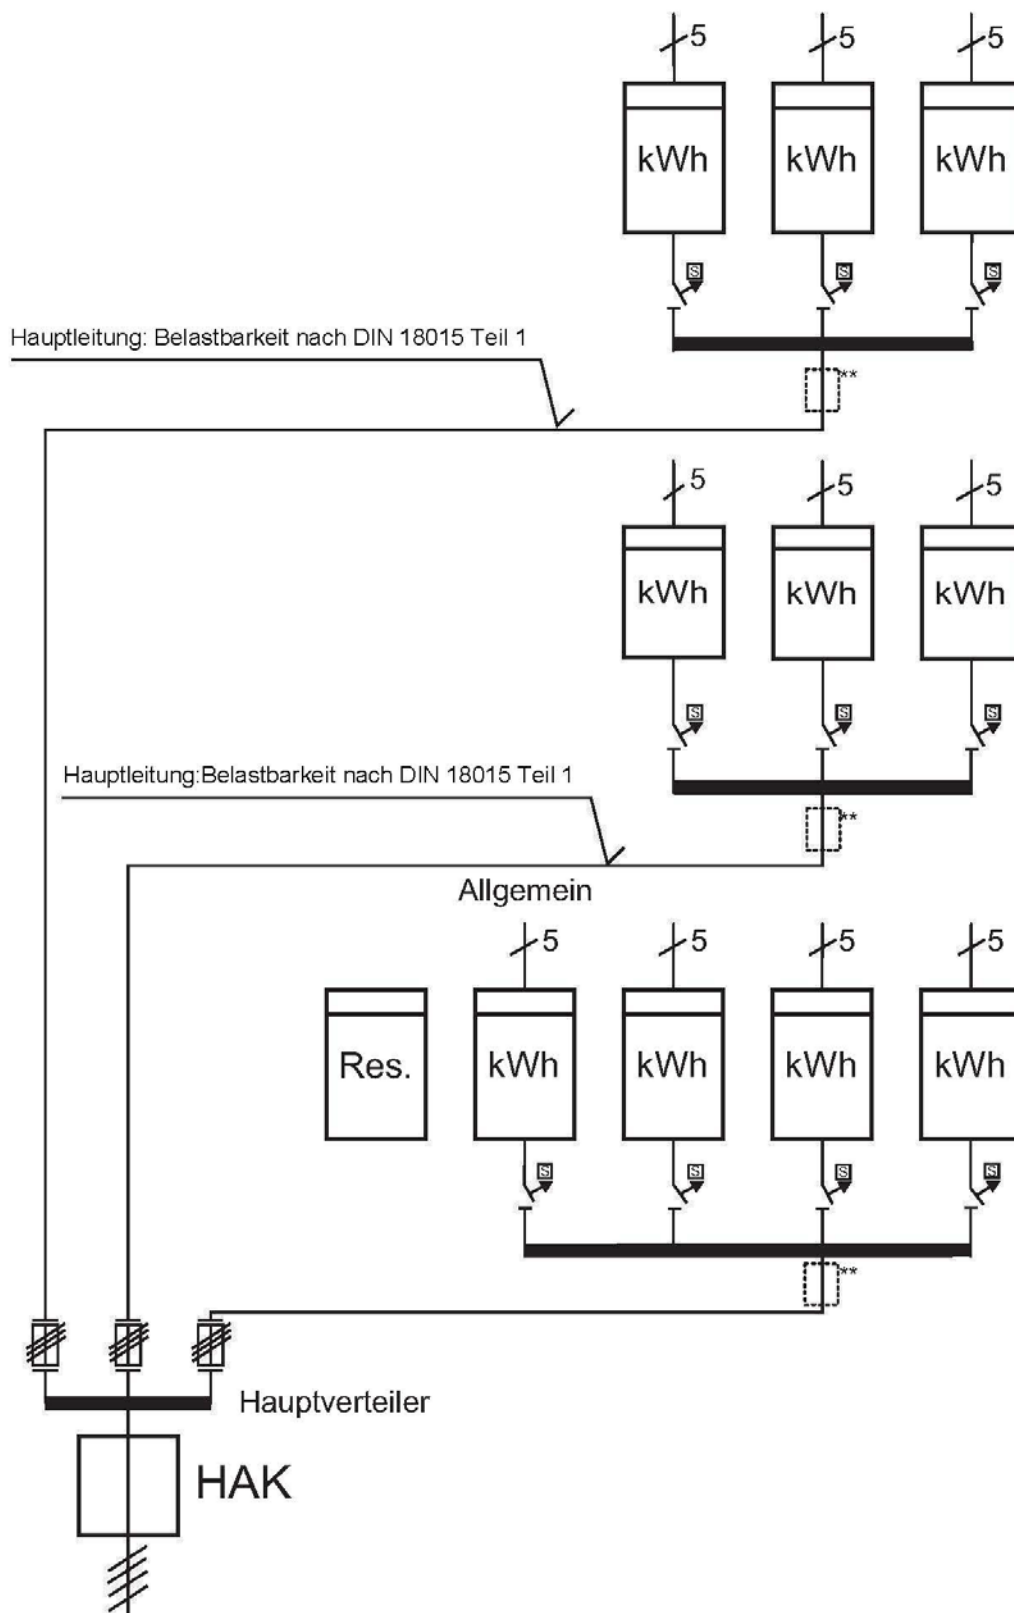 5 5 5
kWh kWh kWh
S S S
Hauptleitung: Belastbarkeit nach DIN 18015 Teil 1
**
5 5 5
kWh kWh kWh
S S S
Hauptleitung:Belastbarkeit nach DIN 18015 Teil 1
**
Allgemein
5 5 5 5
Res. kWh kWh kWh kWh
S S S S
**
Hauptverteiler
HAK